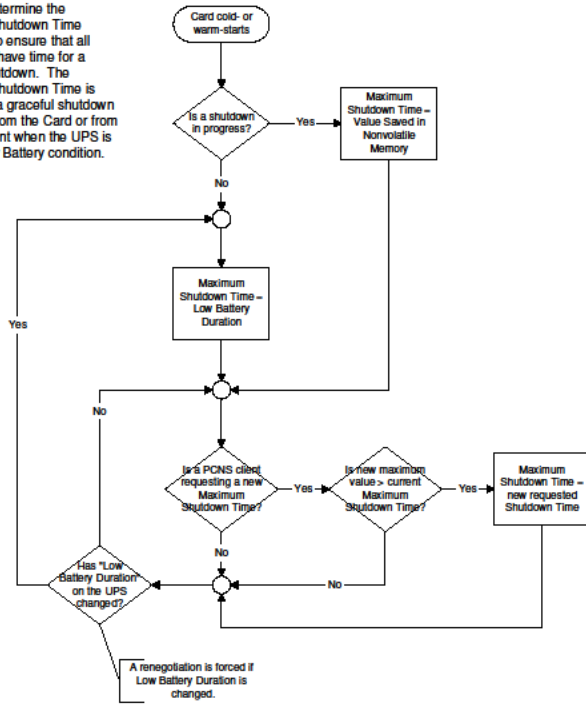 termine the
hutdown Time
o ensure that all
have time for a
tdown. The
hutdown Time is
a graceful shutdown
om the Card or from
nt when the UPS is
Battery condition.
Card cold- or
warm-starts
Is a shutdown
in progress?
Yes
Maximum
Shutdown Time =
Value Saved in
Nonvolatile
Memory
No
Maximum
Shutdown Time =
Low Battery
Duration
Yes
No
Is a PCNS client
requesting a new
Maximum
Shutdown Time?
Yes
Is new maximum
value > current
Maximum
Shutdown Time?
Yes
Maximum
Shutdown Time =
new requested
Shutdown Time
No
No
Has "Low
Battery Duration"
on the UPS
changed?
A renegotiation is forced if
Low Battery Duration is
changed.